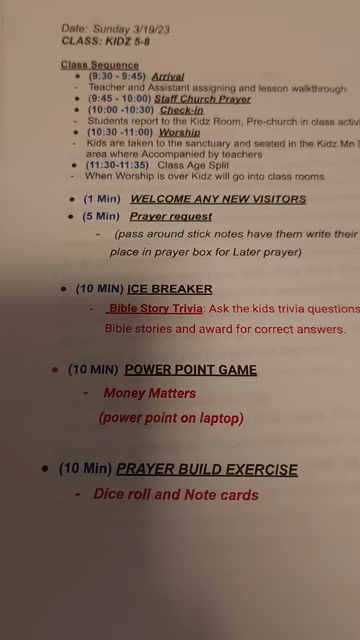 Date: Sunday 3/19/23
CLASS: KIDZ 5-8
Class Sequence
• (9:30 - 9:45) Arrival
- Teacher and Assistant assigning and lesson walkthrough
• (9:45 - 10:00) Staff Church Prayer
• (10:00 -10:30) Check-in
- Students report to the Kidz Room, Pre-church in class
• (10:30 -11:00) Worship
- Kids are taken to the sanctuary and seated in the Kidz Mn
area where Accompanied by teachers
• (11:30-11:35) Class Age Split
- When Worship is over Kidz will go into class rooms
• (1 Min) WELCOME ANY NEW VISITORS
• (5 Min) Prayer request
- (pass around stick notes have them write their
place in prayer box for Later prayer)
• (10 MIN) ICE BREAKER
- Bible Story Trivia: Ask the kids trivia questions
Bible stories and award for correct answers.
• (10 MIN) POWER POINT GAME
- Money Matters
(power point on laptop)
• (10 Min) PRAYER BUILD EXERCISE
- Dice roll and Note cards